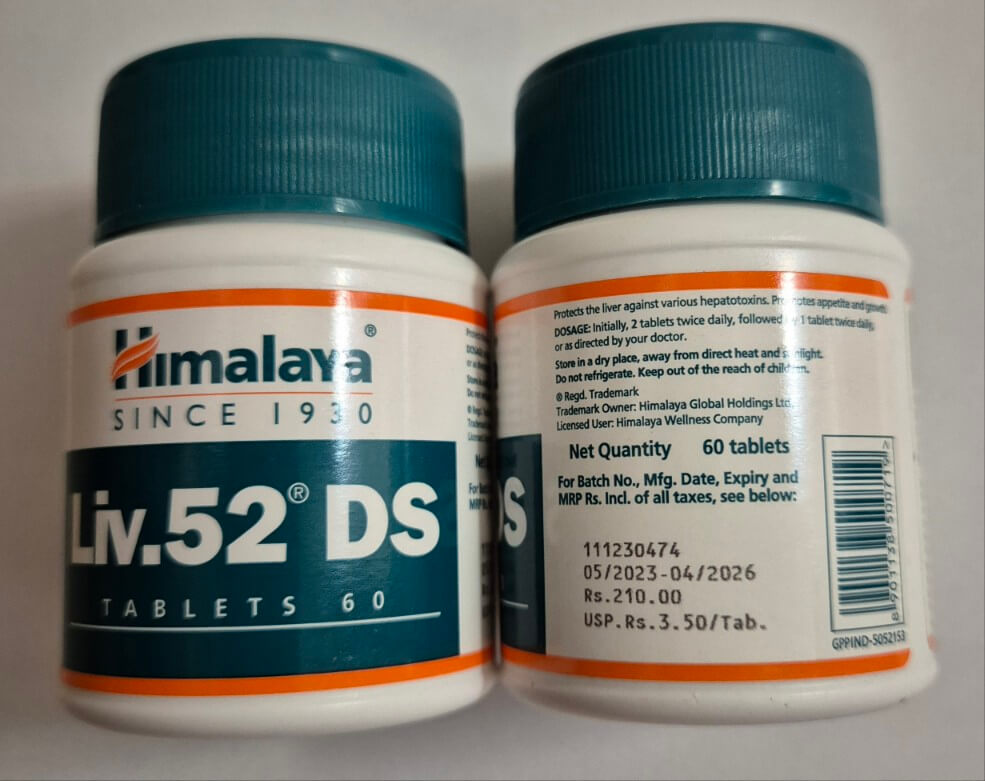 Himalaya®
SINCE 1930
Liv.52® DS
TABLETS 60
Protects the liver against various hepatotoxins. Promotes appetite and growth.
DOSAGE: Initially, 2 tablets twice daily, followed by 1 tablet twice daily,
or as directed by your doctor.
Store in a dry place, away from direct heat and sunlight.
Do not refrigerate. Keep out of the reach of children.
® Regd. Trademark
Trademark Owner: Himalaya Global Holdings Ltd.
Licensed User: Himalaya Wellness Company
Net Quantity 60 tablets
For Batch No., Mfg. Date, Expiry and
MRP Rs. Incl. of all taxes, see below:
111230474
05/2023-04/2026
Rs.210.00
USP.Rs.3.50/Tab.
8 901138 500719
GPPIND-5052153
DS